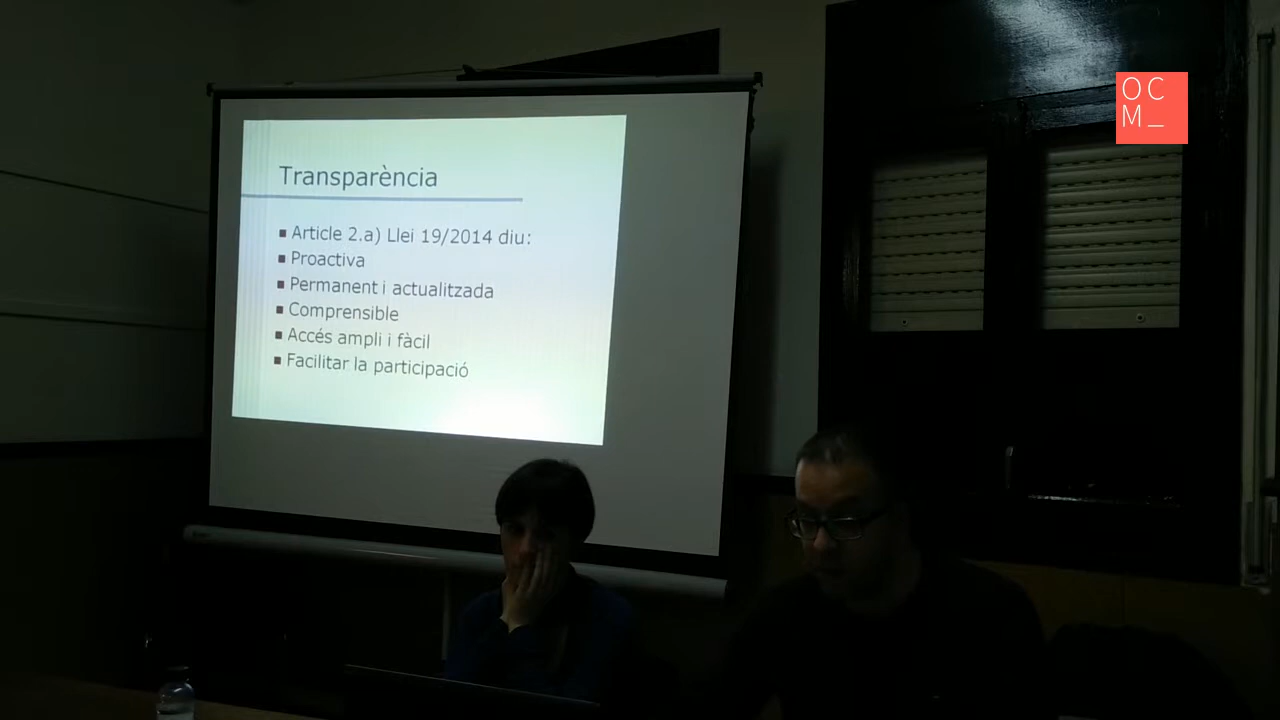 Transparència
Article 2.a) Llei 19/2014 diu:
Proactiva
Permanent i actualitzada
Comprensible
Accés ampli i fàcil
Facilitar la participació
OC
M_